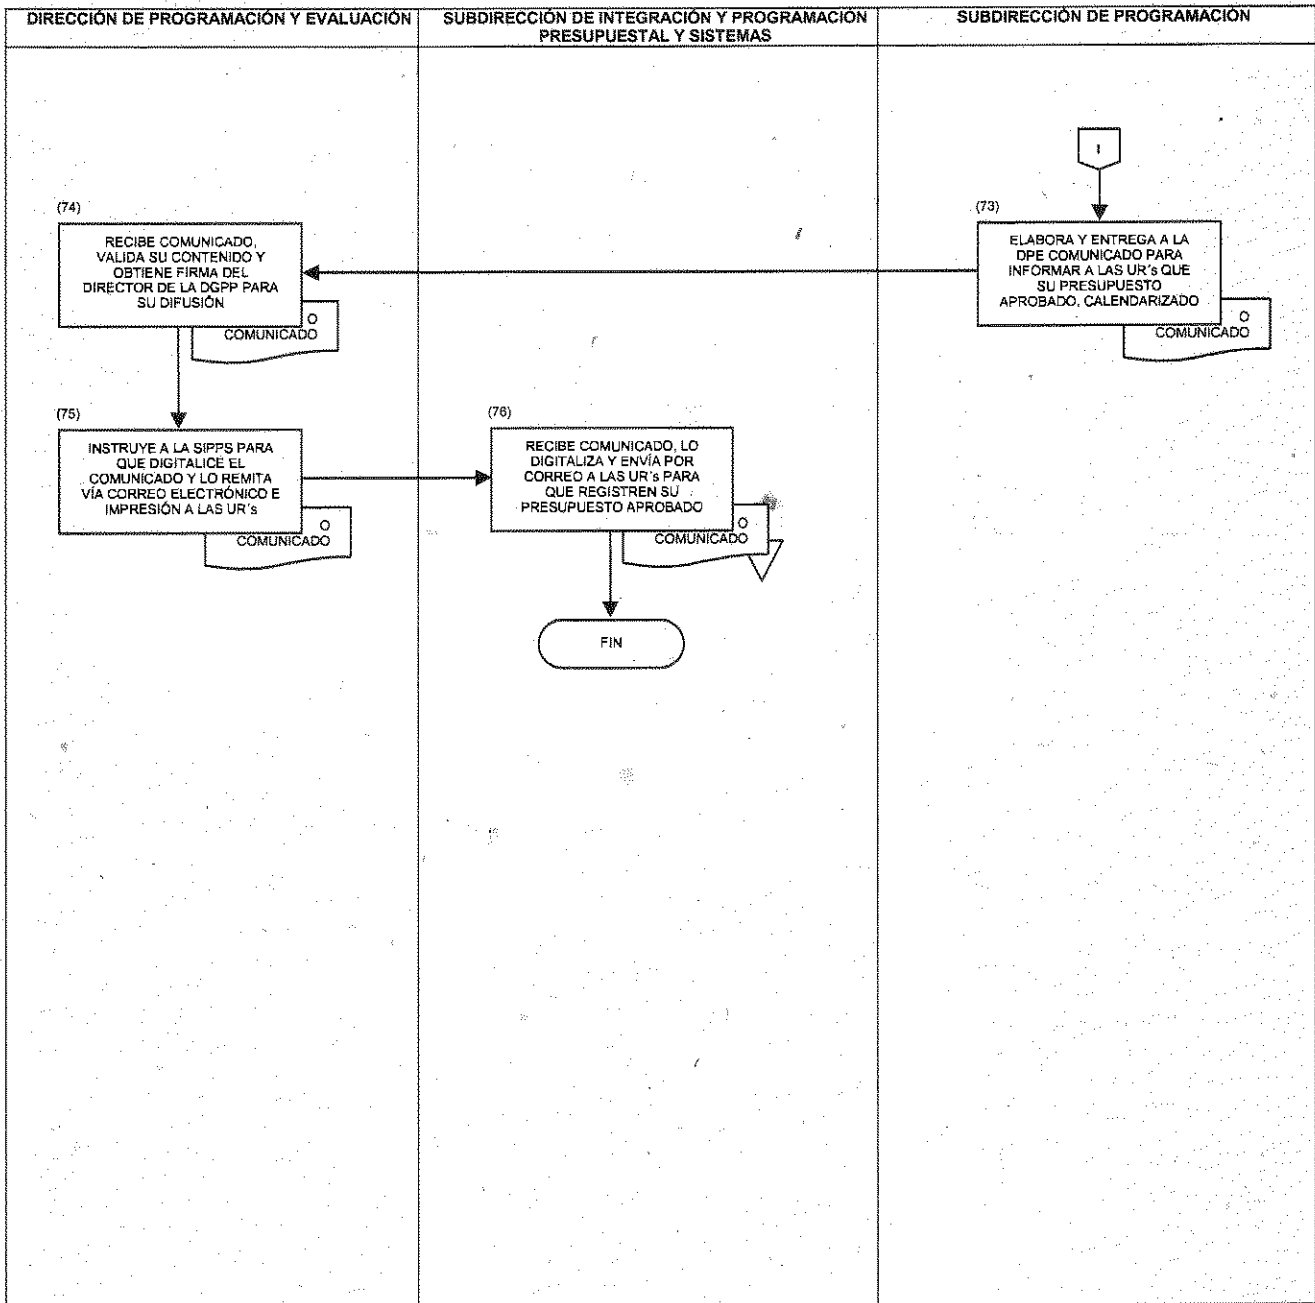 DIRECCIÓN DE PROGRAMACIÓN Y EVALUACIÓN
SUBDIRECCIÓN DE INTEGRACIÓN Y PROGRAMACIÓN
PRESUPUESTAL Y SISTEMAS
SUBDIRECCIÓN DE PROGRAMACIÓN
I
(73)
ELABORA Y ENTREGA A LA
DPE COMUNICADO PARA
INFORMAR A LAS UR´s QUE
SU PRESUPUESTO
APROBADO, CALENDARIZADO
O
COMUNICADO
(74)
RECIBE COMUNICADO,
VALIDA SU CONTENIDO Y
OBTIENE FIRMA DEL
DIRECTOR DE LA DGPP PARA
SU DIFUSIÓN
O
COMUNICADO
(75)
INSTRUYE A LA SIPPS PARA
QUE DIGITALICE EL
COMUNICADO Y LO REMITA
VÍA CORREO ELECTRÓNICO E
IMPRESIÓN A LAS UR´s
O
COMUNICADO
(76)
RECIBE COMUNICADO, LO
DIGITALIZA Y ENVÍA POR
CORREO A LAS UR´s PARA
QUE REGISTREN SU
PRESUPUESTO APROBADO
O
COMUNICADO
FIN